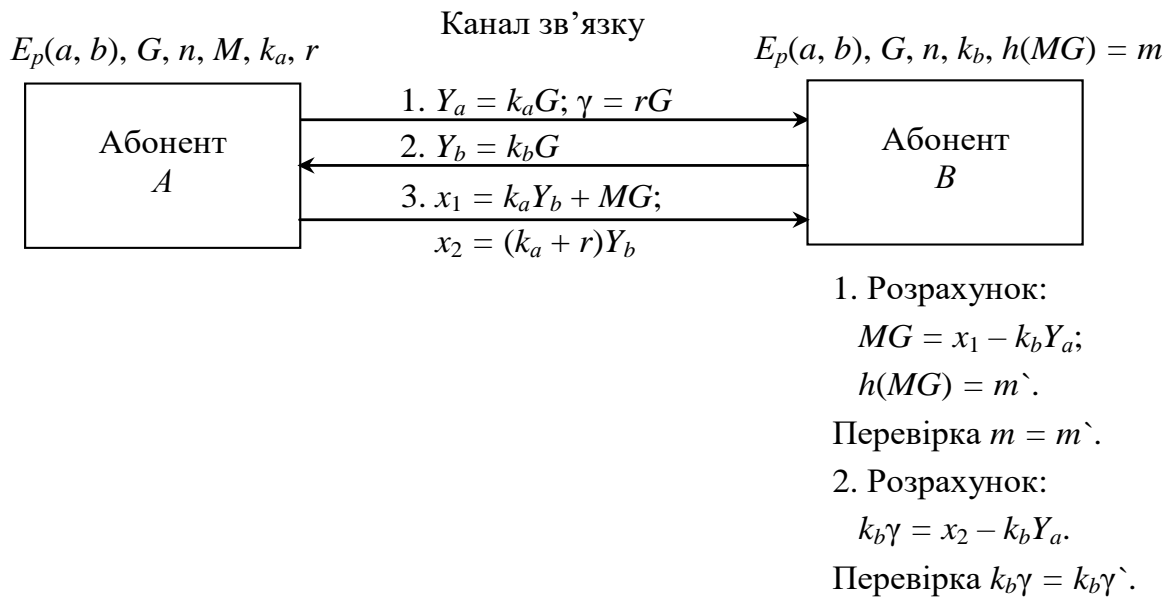 Канал зв’язку
Eₚ(a, b), G, n, M, kₐ, r
Eₚ(a, b), G, n, k_b, h(MG) = m
Абонент
A
1. Yₐ = kₐG; γ = rG
2. Y_b = k_bG
3. x₁ = kₐY_b + MG;
x₂ = (kₐ + r)Y_b
Абонент
B
1. Розрахунок:
MG = x₁ – k_bYₐ;
h(MG) = m`.
Перевірка m = m`.
2. Розрахунок:
k_bγ = x₂ – k_bYₐ.
Перевірка k_bγ = k_bγ`.